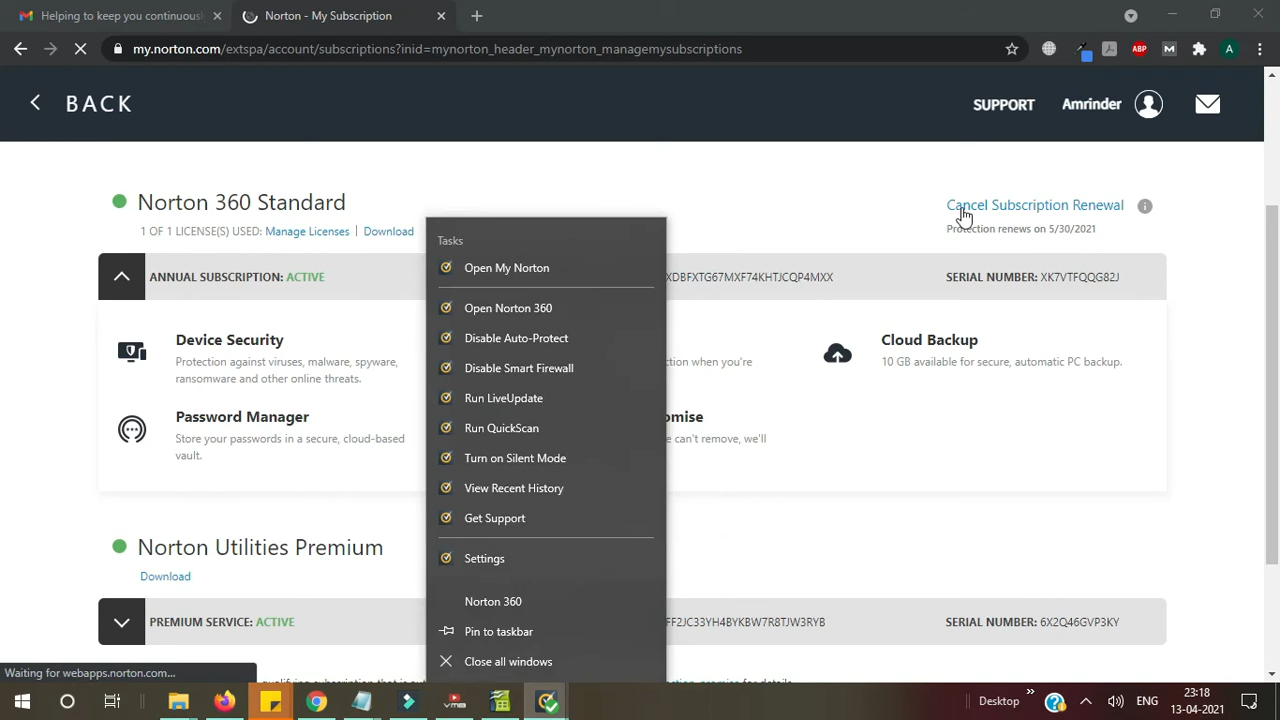 Helping to keep you continuous
Norton - My Subscription
my.norton.com/extspa/account/subscriptions?inid=mynorton_header_mynorton_managemysubscriptions
ABP
M
A
BACK
SUPPORT
Amrinder
Norton 360 Standard
Cancel Subscription Renewal
1 OF 1 LICENSE(S) USED: Manage Licenses | Download
Protection renews on 5/30/2021
ANNUAL SUBSCRIPTION: ACTIVE
XDBFXTG67MXF74KHTJCQP4MXX
SERIAL NUMBER: XK7VTFQQG82J
Device Security
Protection against viruses, malware, spyware,
ransomware and other online threats.
ction when you're
Cloud Backup
10 GB available for secure, automatic PC backup.
Password Manager
Store your passwords in a secure, cloud-based
vault.
omise
e can't remove, we'll
Tasks
Open My Norton
Open Norton 360
Disable Auto-Protect
Disable Smart Firewall
Run LiveUpdate
Run QuickScan
Turn on Silent Mode
View Recent History
Get Support
Settings
Norton 360
Pin to taskbar
Close all windows
Norton Utilities Premium
Download
PREMIUM SERVICE: ACTIVE
FF2JC33YH4BYKBW7R8TJW3RYB
SERIAL NUMBER: 6X2Q46GVP3KY
Waiting for webapps.norton.com...
Desktop
ENG
23:18
13-04-2021